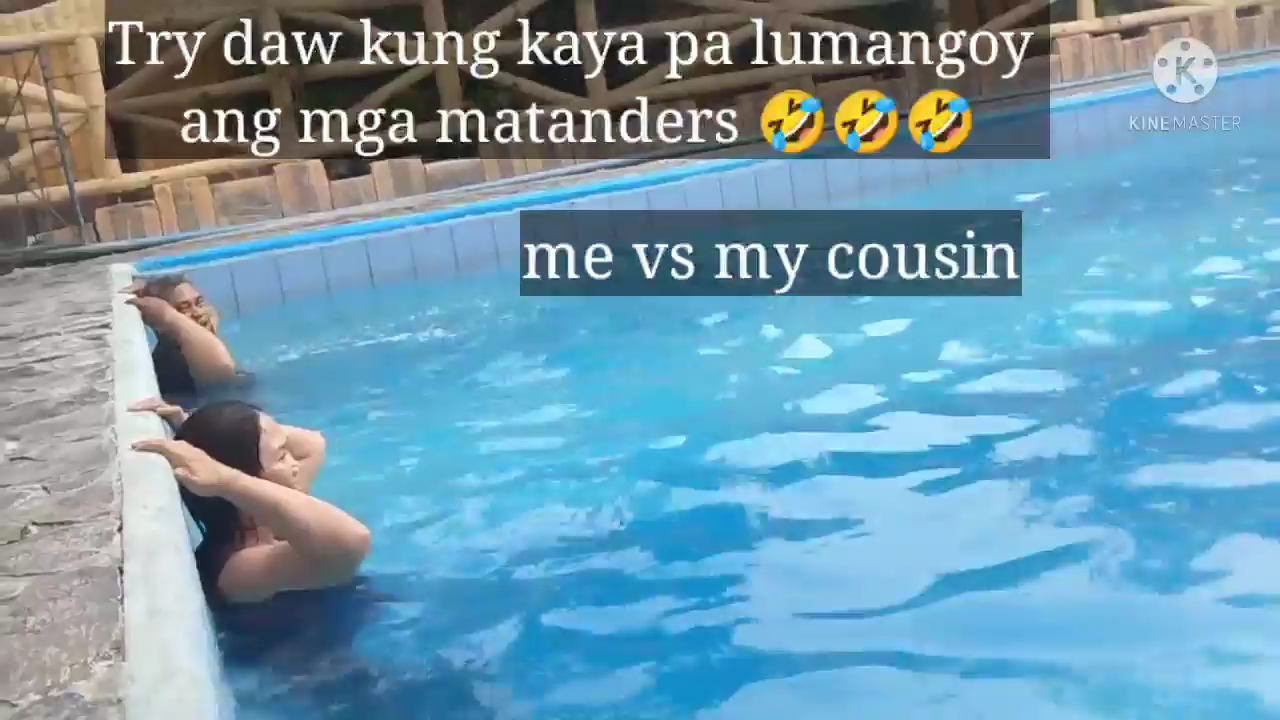 Try daw kung kaya pa lumangoy
ang mga matanders 🤣🤣🤣
me vs my cousin
K
KINEMASTER